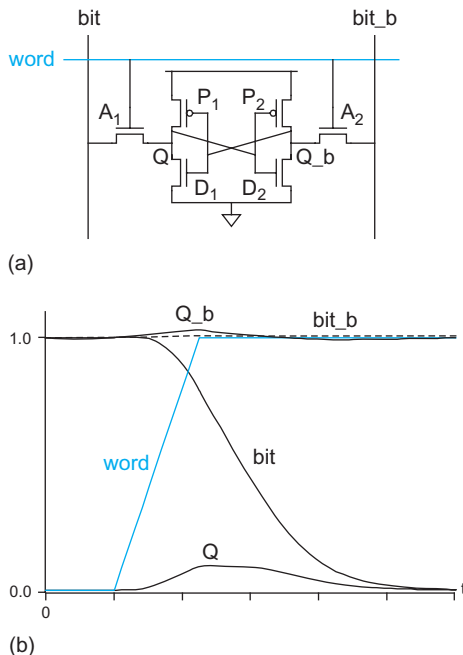 bit bit_b
word
P1 P2
A1 A2
Q Q_b
D1 D2
(a)
Q_b
1.0 bit_b
word bit
Q
0.0 t
0
(b)